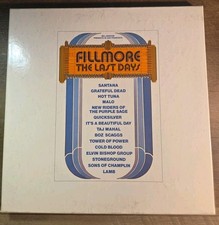 FILLMORE
THE LAST DAYS
SANTANA
GRATEFUL DEAD
HOT TUNA
MALO
NEW RIDERS OF
THE PURPLE SAGE
QUICKSILVER
IT'S A BEAUTIFUL DAY
TAJ MAHAL
BOZ SCAGGS
TOWER OF POWER
COLD BLOOD
ELVIN BISHOP GROUP
STONEGROUND
SONS OF CHAMPLIN
LAMB